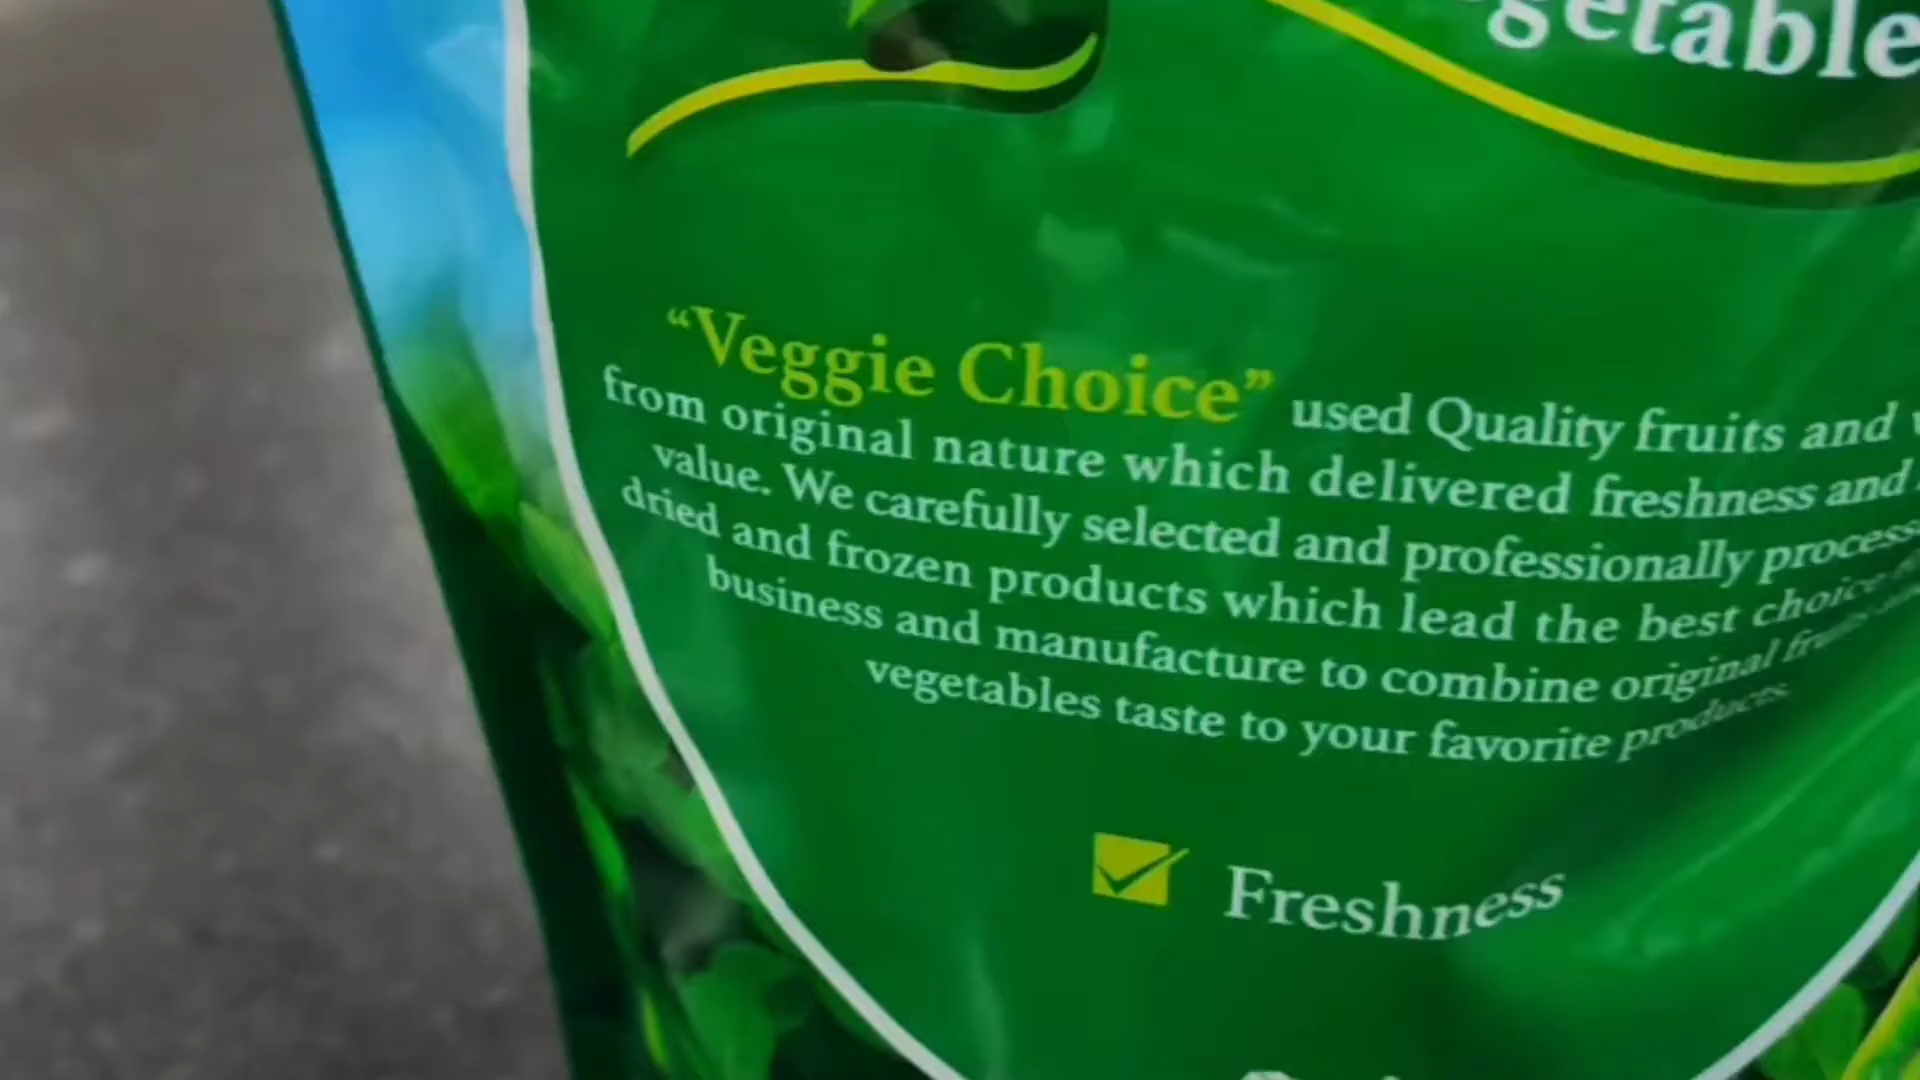 getable
“Veggie Choice” used Quality fruits and
from original nature which delivered freshness and
value. We carefully selected and professionally process
dried and frozen products which lead the best choice
business and manufacture to combine original fruit
vegetables taste to your favorite products.
Freshness